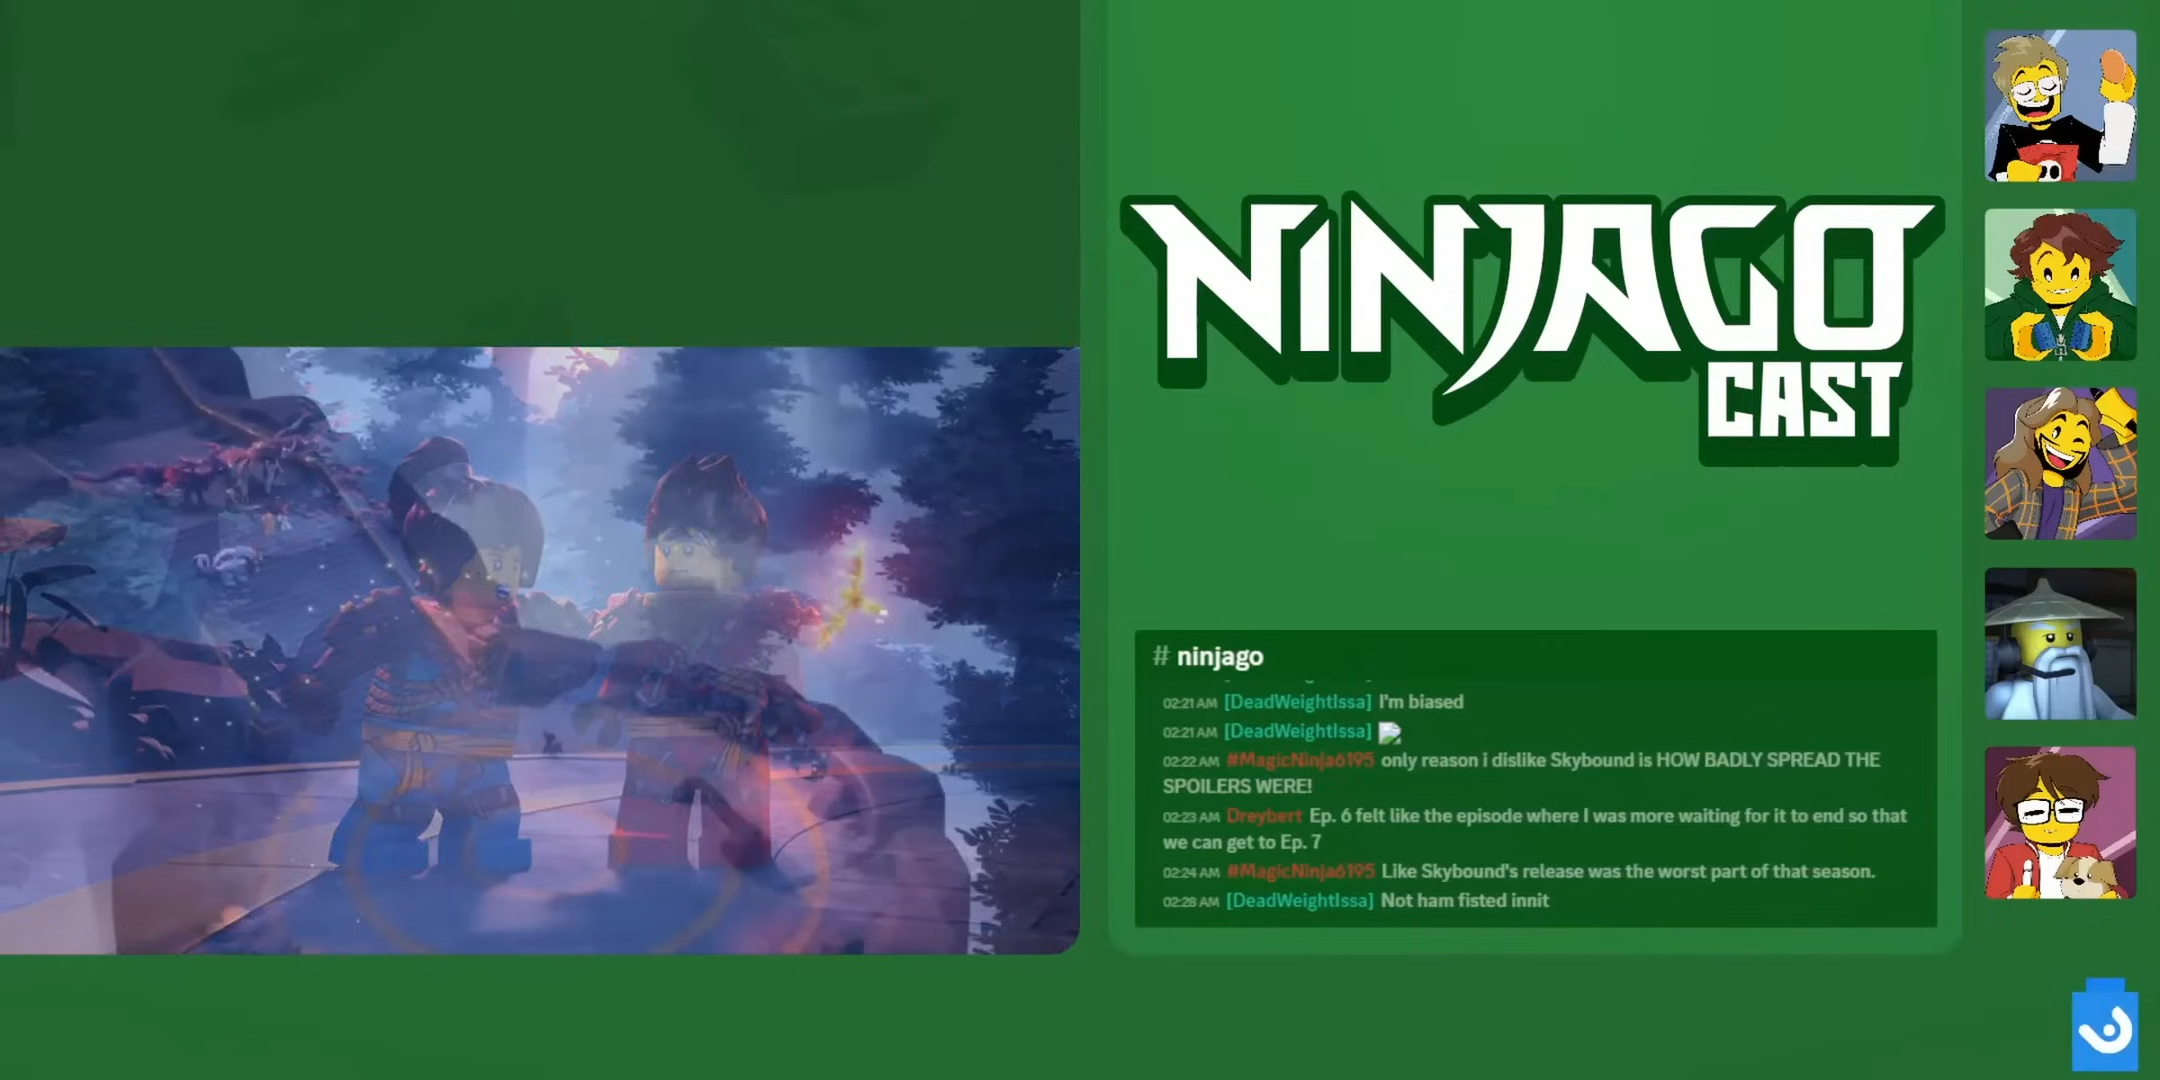 NINJAGO
CAST
# ninjago
02:21 AM [DeadWeightIssa] I'm biased
02:21 AM [DeadWeightIssa]
02:22 AM #MagicNinja6195 only reason i dislike Skybound is HOW BADLY SPREAD THE
SPOILERS WERE!
02:23 AM Dreybert Ep. 6 felt like the episode where I was more waiting for it to end so that
we can get to Ep. 7
02:24 AM #MagicNinja6195 Like Skybound's release was the worst part of that season.
02:28 AM [DeadWeightIssa] Not ham fisted innit